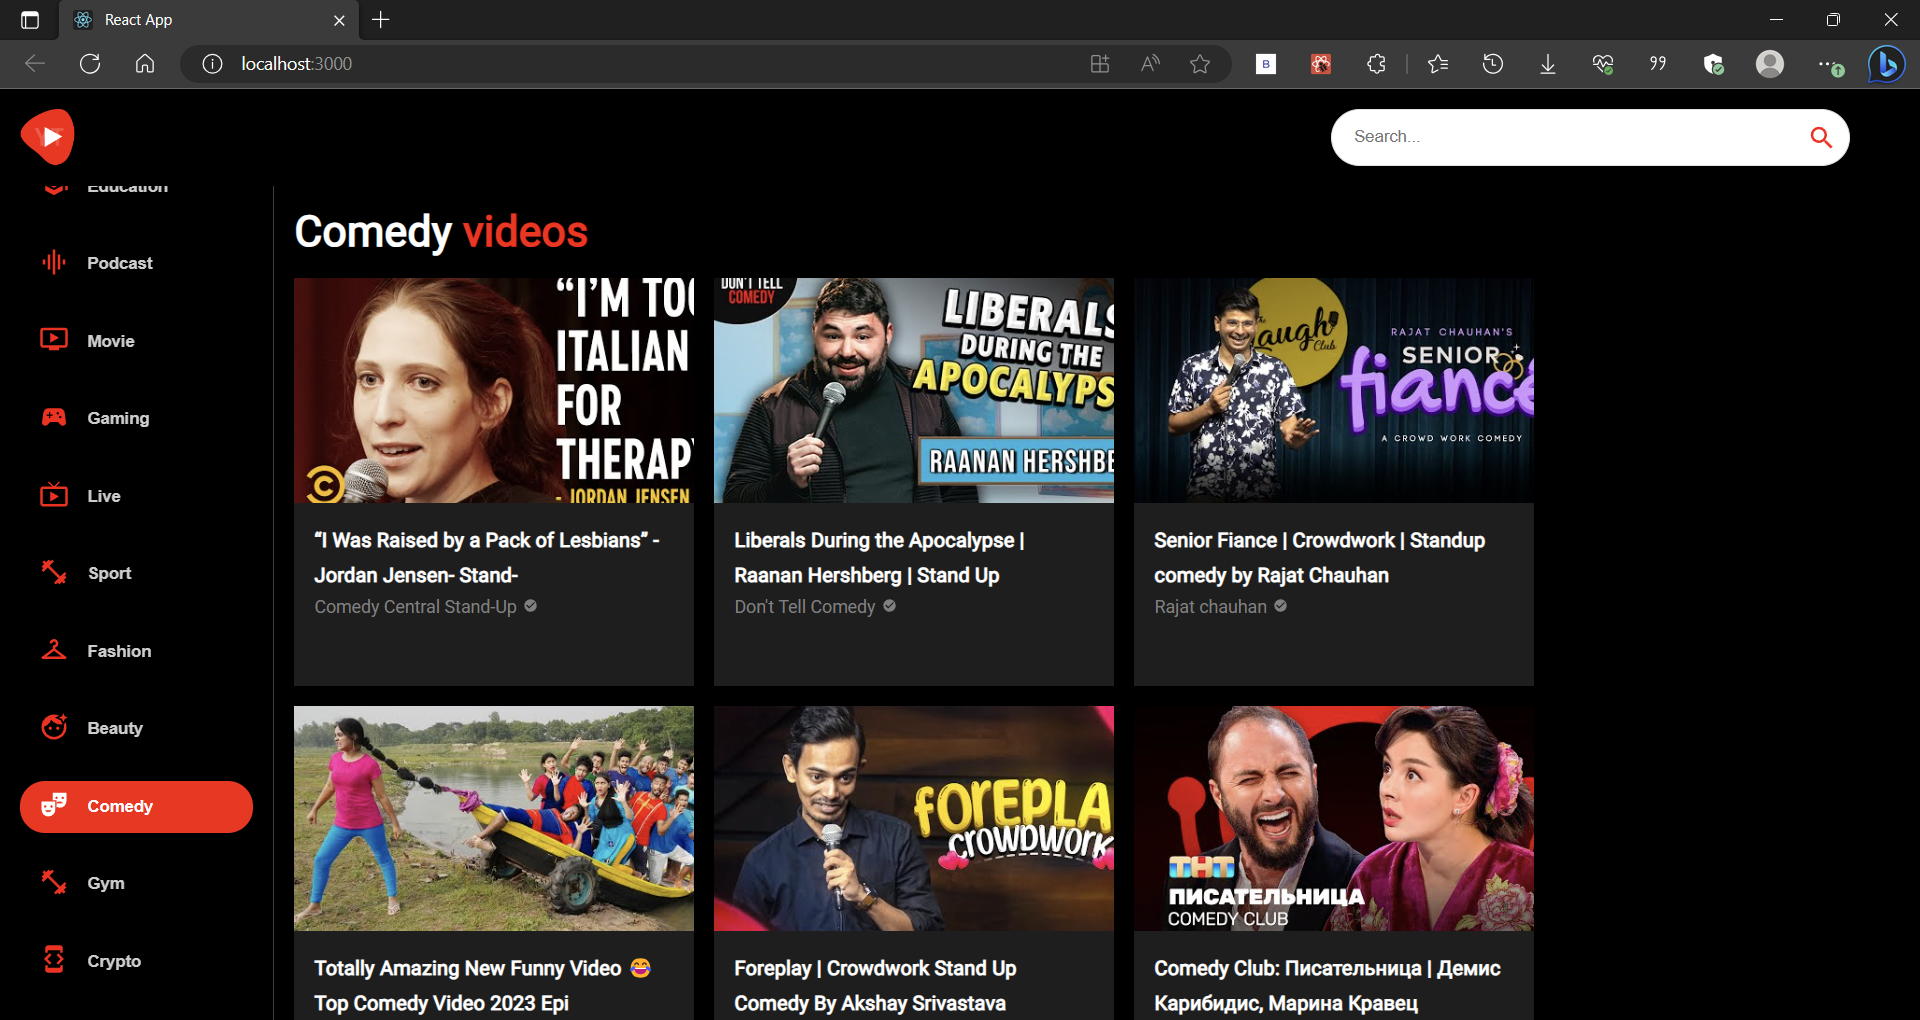 React App
localhost:3000
Search...
Education
Podcast
Movie
Gaming
Live
Sport
Fashion
Beauty
Comedy
Gym
Crypto
Comedy videos
“I’M TOO
ITALIAN
FOR
THERAP
- JORDAN JENSEN
“I Was Raised by a Pack of Lesbians” -
Jordan Jensen- Stand-
Comedy Central Stand-Up
DON'T TELL
COMEDY
LIBERALS
DURING THE
APOCALYPS
RAANAN HERSHBE
Liberals During the Apocalypse |
Raanan Hershberg | Stand Up
Don't Tell Comedy
The
augh
Club
RAJAT CHAUHAN'S
SENIOR
fiancé
A CROWD WORK COMEDY
Senior Fiance | Crowdwork | Standup
comedy by Rajat Chauhan
Rajat chauhan
Totally Amazing New Funny Video 😂
Top Comedy Video 2023 Epi
FOREPLA
CROWDWORK
Foreplay | Crowdwork Stand Up
Comedy By Akshay Srivastava
ТНТ
ПИСАТЕЛЬНИЦА
COMEDY CLUB
Comedy Club: Писательница | Демис
Карибидис, Марина Кравец